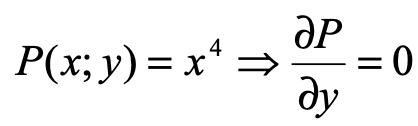 P(x; y) = x⁴ ⇒ ∂P/∂y = 0